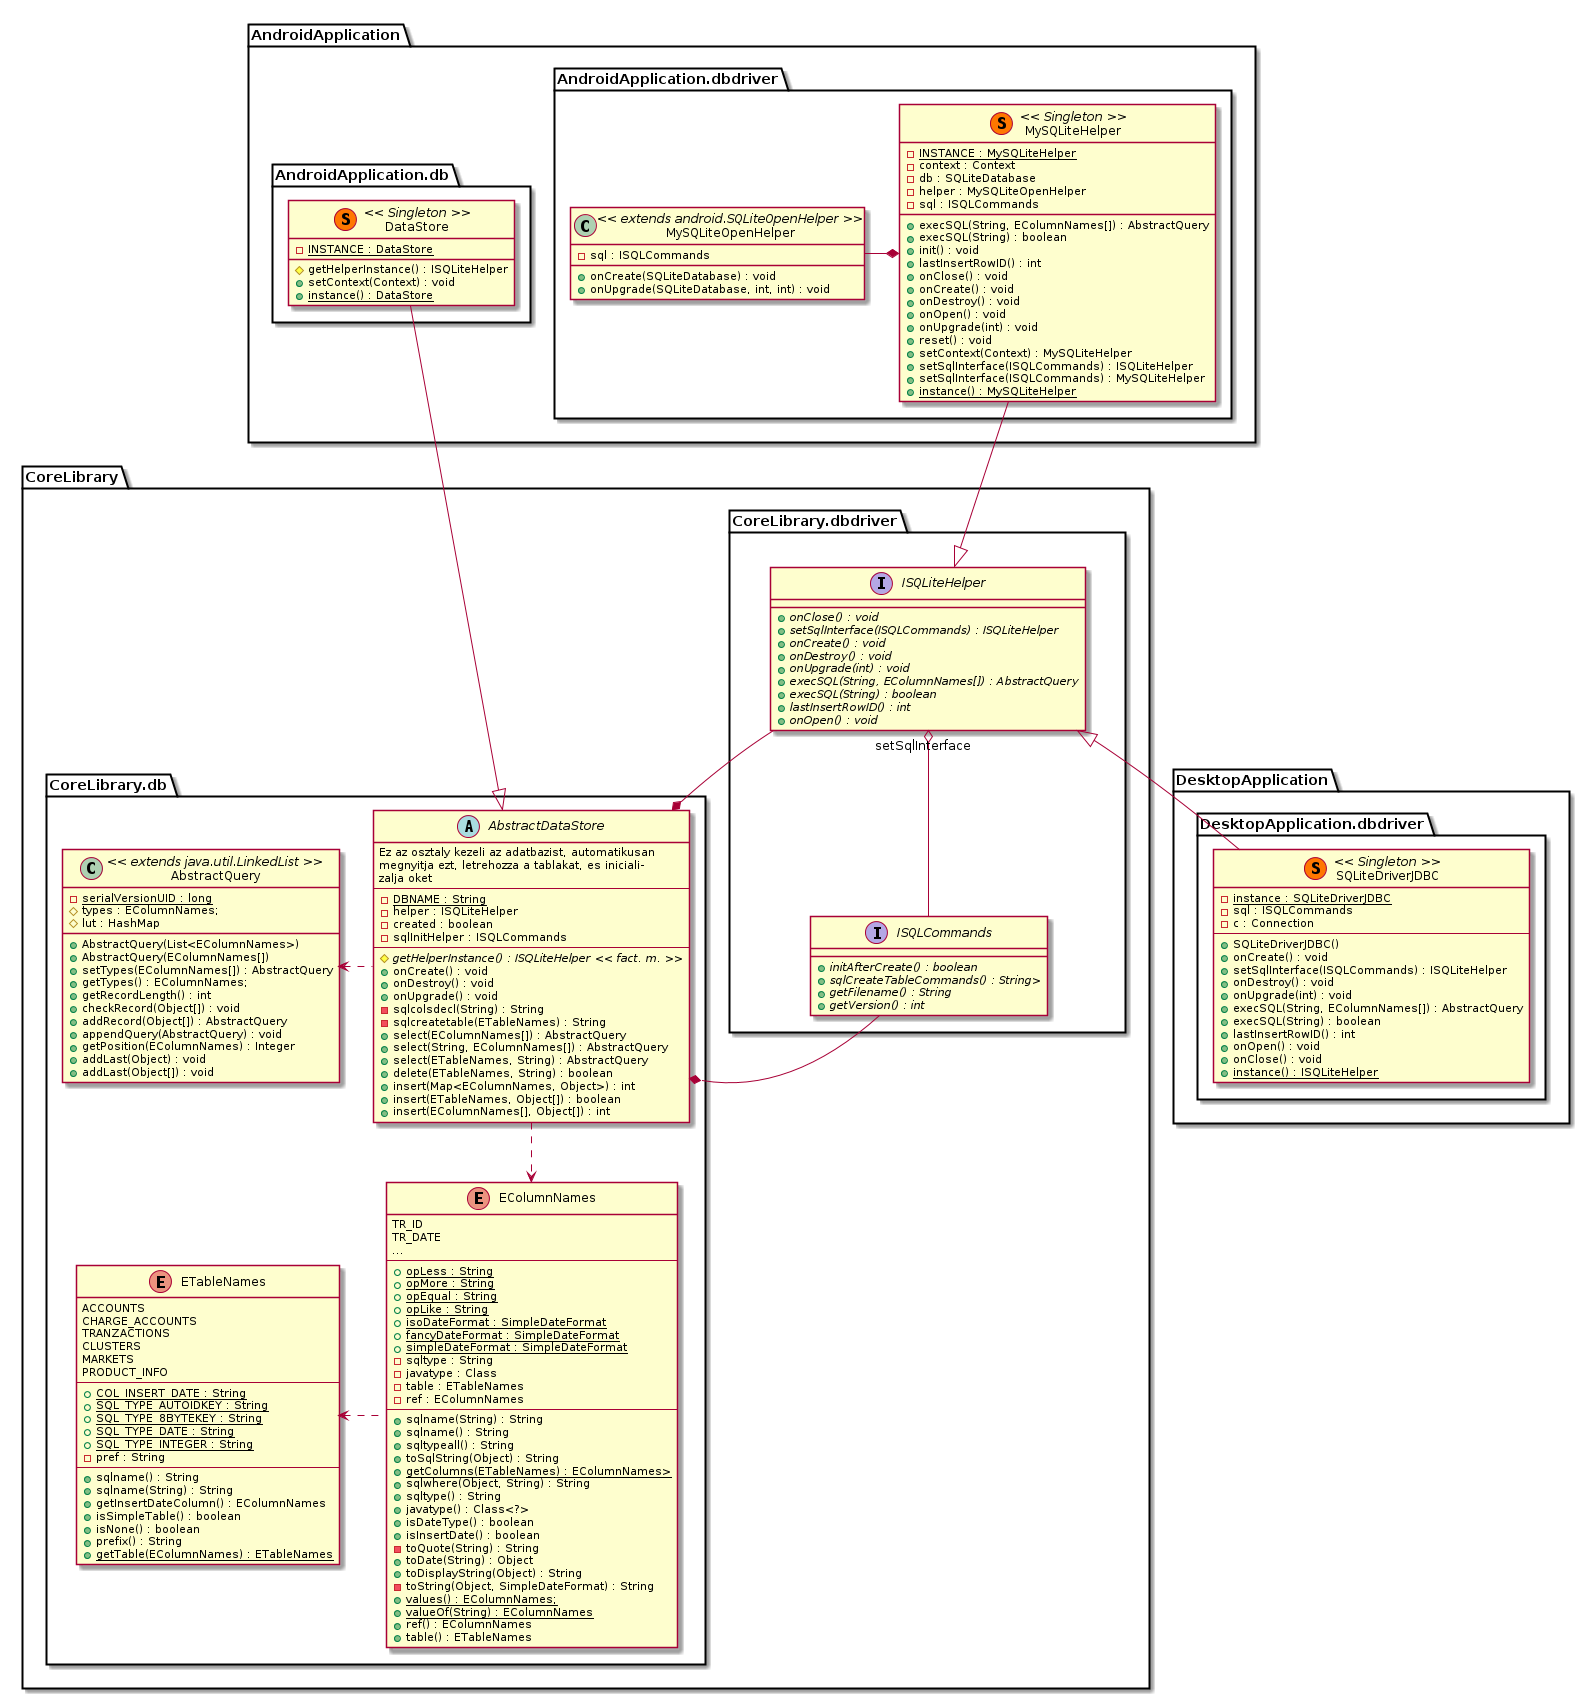 AndroidApplication
AndroidApplication.dbdriver
S
<< Singleton >>
MySQLiteHelper
INSTANCE : MySQLiteHelper
context : Context
db : SQLiteDatabase
helper : MySQLiteOpenHelper
sql : ISQLCommands
execSQL(String, EColumnNames[]) : AbstractQuery
execSQL(String) : boolean
init() : void
lastInsertRowID() : int
onClose() : void
onCreate() : void
onDestroy() : void
onOpen() : void
onUpgrade(int) : void
reset() : void
setContext(Context) : MySQLiteHelper
setSqlInterface(ISQLCommands) : ISQLiteHelper
setSqlInterface(ISQLCommands) : MySQLiteHelper
instance() : MySQLiteHelper
C
<< extends android.SQLiteOpenHelper >>
MySQLiteOpenHelper
sql : ISQLCommands
onCreate(SQLiteDatabase) : void
onUpgrade(SQLiteDatabase, int, int) : void
AndroidApplication.db
S
<< Singleton >>
DataStore
INSTANCE : DataStore
getHelperInstance() : ISQLiteHelper
setContext(Context) : void
instance() : DataStore
CoreLibrary
CoreLibrary.dbdriver
I
ISQLiteHelper
onClose() : void
setSqlInterface(ISQLCommands) : ISQLiteHelper
onCreate() : void
onDestroy() : void
onUpgrade(int) : void
execSQL(String, EColumnNames[]) : AbstractQuery
execSQL(String) : boolean
lastInsertRowID() : int
onOpen() : void
setSqlInterface
I
ISQLCommands
initAfterCreate() : boolean
sqlCreateTableCommands() : String>
getFilename() : String
getVersion() : int
CoreLibrary.db
A
AbstractDataStore
Ez az osztaly kezeli az adatbazist, automatikusan
megnyitja ezt, letrehozza a tablakat, es iniciali-
zalja oket
DBNAME : String
helper : ISQLiteHelper
created : boolean
sqlInitHelper : ISQLCommands
getHelperInstance() : ISQLiteHelper << fact. m. >>
onCreate() : void
onDestroy() : void
onUpgrade() : void
sqlcolsdecl(String) : String
sqlcreatetable(ETableNames) : String
select(EColumnNames[]) : AbstractQuery
select(String, EColumnNames[]) : AbstractQuery
select(ETableNames, String) : AbstractQuery
delete(ETableNames, String) : boolean
insert(Map<EColumnNames, Object>) : int
insert(ETableNames, Object[]) : boolean
insert(EColumnNames[], Object[]) : int
C
<< extends java.util.LinkedList >>
AbstractQuery
serialVersionUID : long
types : EColumnNames;
lut : HashMap
AbstractQuery(List<EColumnNames>)
AbstractQuery(EColumnNames[])
setTypes(EColumnNames[]) : AbstractQuery
getTypes() : EColumnNames;
getRecordLength() : int
checkRecord(Object[]) : void
addRecord(Object[]) : AbstractQuery
appendQuery(AbstractQuery) : void
getPosition(EColumnNames) : Integer
addLast(Object) : void
addLast(Object[]) : void
DesktopApplication
DesktopApplication.dbdriver
S
<< Singleton >>
SQLiteDriverJDBC
instance : SQLiteDriverJDBC
sql : ISQLCommands
c : Connection
SQLiteDriverJDBC()
onCreate() : void
setSqlInterface(ISQLCommands) : ISQLiteHelper
onDestroy() : void
onUpgrade(int) : void
execSQL(String, EColumnNames[]) : AbstractQuery
execSQL(String) : boolean
lastInsertRowID() : int
onOpen() : void
onClose() : void
instance() : ISQLiteHelper
E
EColumnNames
TR_ID
TR_DATE
...
opLess : String
opMore : String
opEqual : String
opLike : String
isoDateFormat : SimpleDateFormat
fancyDateFormat : SimpleDateFormat
simpleDateFormat : SimpleDateFormat
sqltype : String
javatype : Class
table : ETableNames
ref : EColumnNames
sqlname(String) : String
sqlname() : String
sqltypeall() : String
toSqlString(Object) : String
getColumns(ETableNames) : EColumnNames>
sqlwhere(Object, String) : String
sqltype() : String
javatype() : Class<?>
isDateType() : boolean
isInsertDate() : boolean
toQuote(String) : String
toDate(String) : Object
toDisplayString(Object) : String
toString(Object, SimpleDateFormat) : String
values() : EColumnNames;
valueOf(String) : EColumnNames
ref() : EColumnNames
table() : ETableNames
E
ETableNames
ACCOUNTS
CHARGE_ACCOUNTS
TRANZACTIONS
CLUSTERS
MARKETS
PRODUCT_INFO
COL_INSERT_DATE : String
SQL_TYPE_AUTOIDKEY : String
SQL_TYPE_8BYTEKEY : String
SQL_TYPE_DATE : String
SQL_TYPE_INTEGER : String
pref : String
sqlname() : String
sqlname(String) : String
getInsertDateColumn() : EColumnNames
isSimpleTable() : boolean
isNone() : boolean
prefix() : String
getTable(EColumnNames) : ETableNames